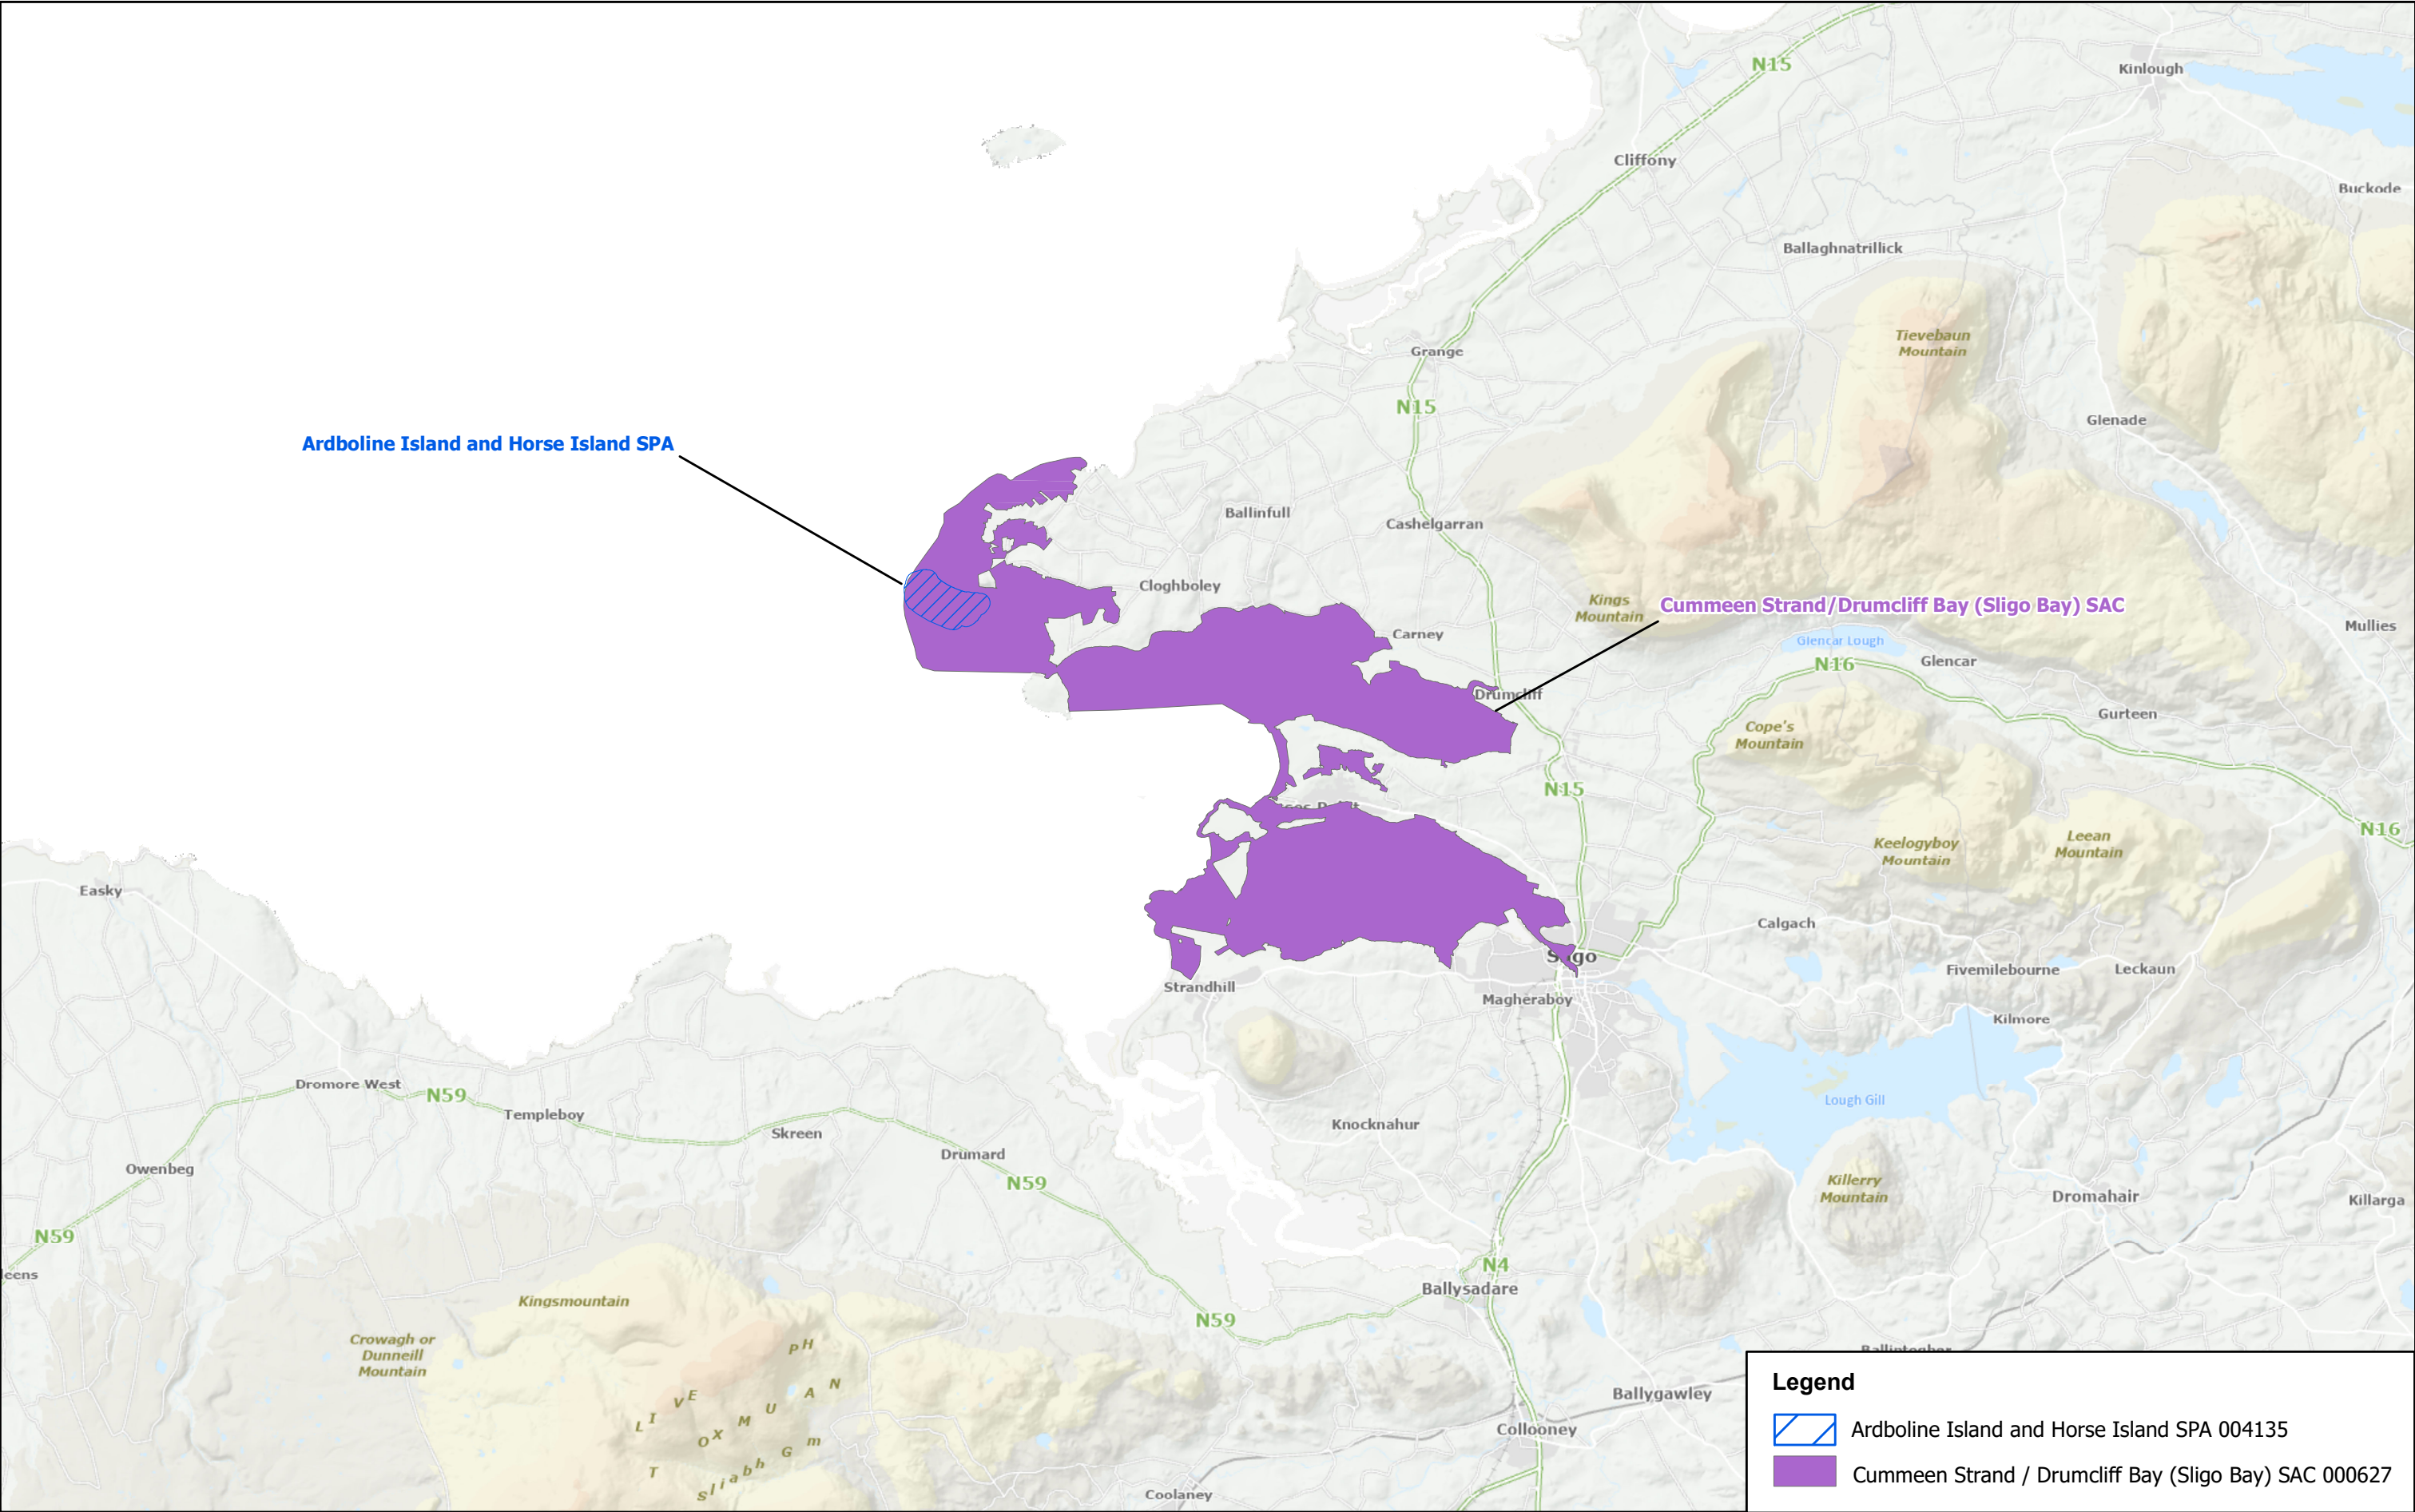 N15
Kinlough
Cliffony
Buckode
Ballaghnatrillick
Tievebaun
Mountain
Grange
N15
Glenade
Ardboline Island and Horse Island SPA
Ballinfull
Cashelgarran
Cloghboley
Kings
Mountain
Cummeen Strand/Drumcliff Bay (Sligo Bay) SAC
Carney
Mullies
Glencar Lough
N16
Glencar
Drumcliff
Gurteen
Cope's
Mountain
N15
N16
Keelogyboy
Mountain
Leean
Mountain
Easky
Calgach
Sligo
Fivemilebourne
Leckaun
Strandhill
Magheraboy
Kilmore
Dromore West
N59
Templeboy
Lough Gill
Skreen
Knocknahur
Drumard
Owenbeg
N59
Killerry
Mountain
Dromahair
Killarga
N59
N4
leens
Ballysadare
Kingsmountain
N59
Crowagh or
Dunneill
Mountain
Ballintogher
Ballygawley
Collooney
Coolaney
Legend
Ardboline Island and Horse Island SPA 004135
Cummeen Strand / Drumcliff Bay (Sligo Bay) SAC 000627